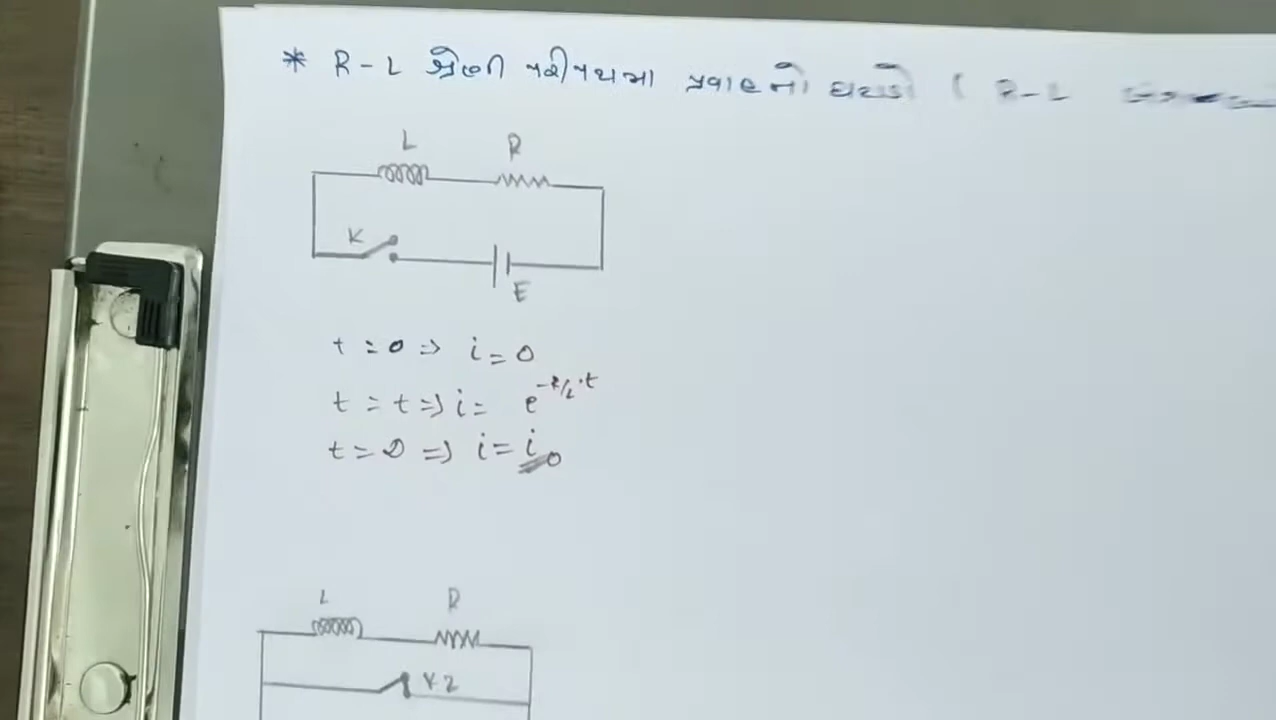 * R-L શ્રેણી પરીપથમા પ્રવાહનો ઘટાડો ( R-L
L R
K
E
t = 0 => i = 0
t = t => i = e^{-R/L·t}
t = ∞ => i = i₀
L R
K2